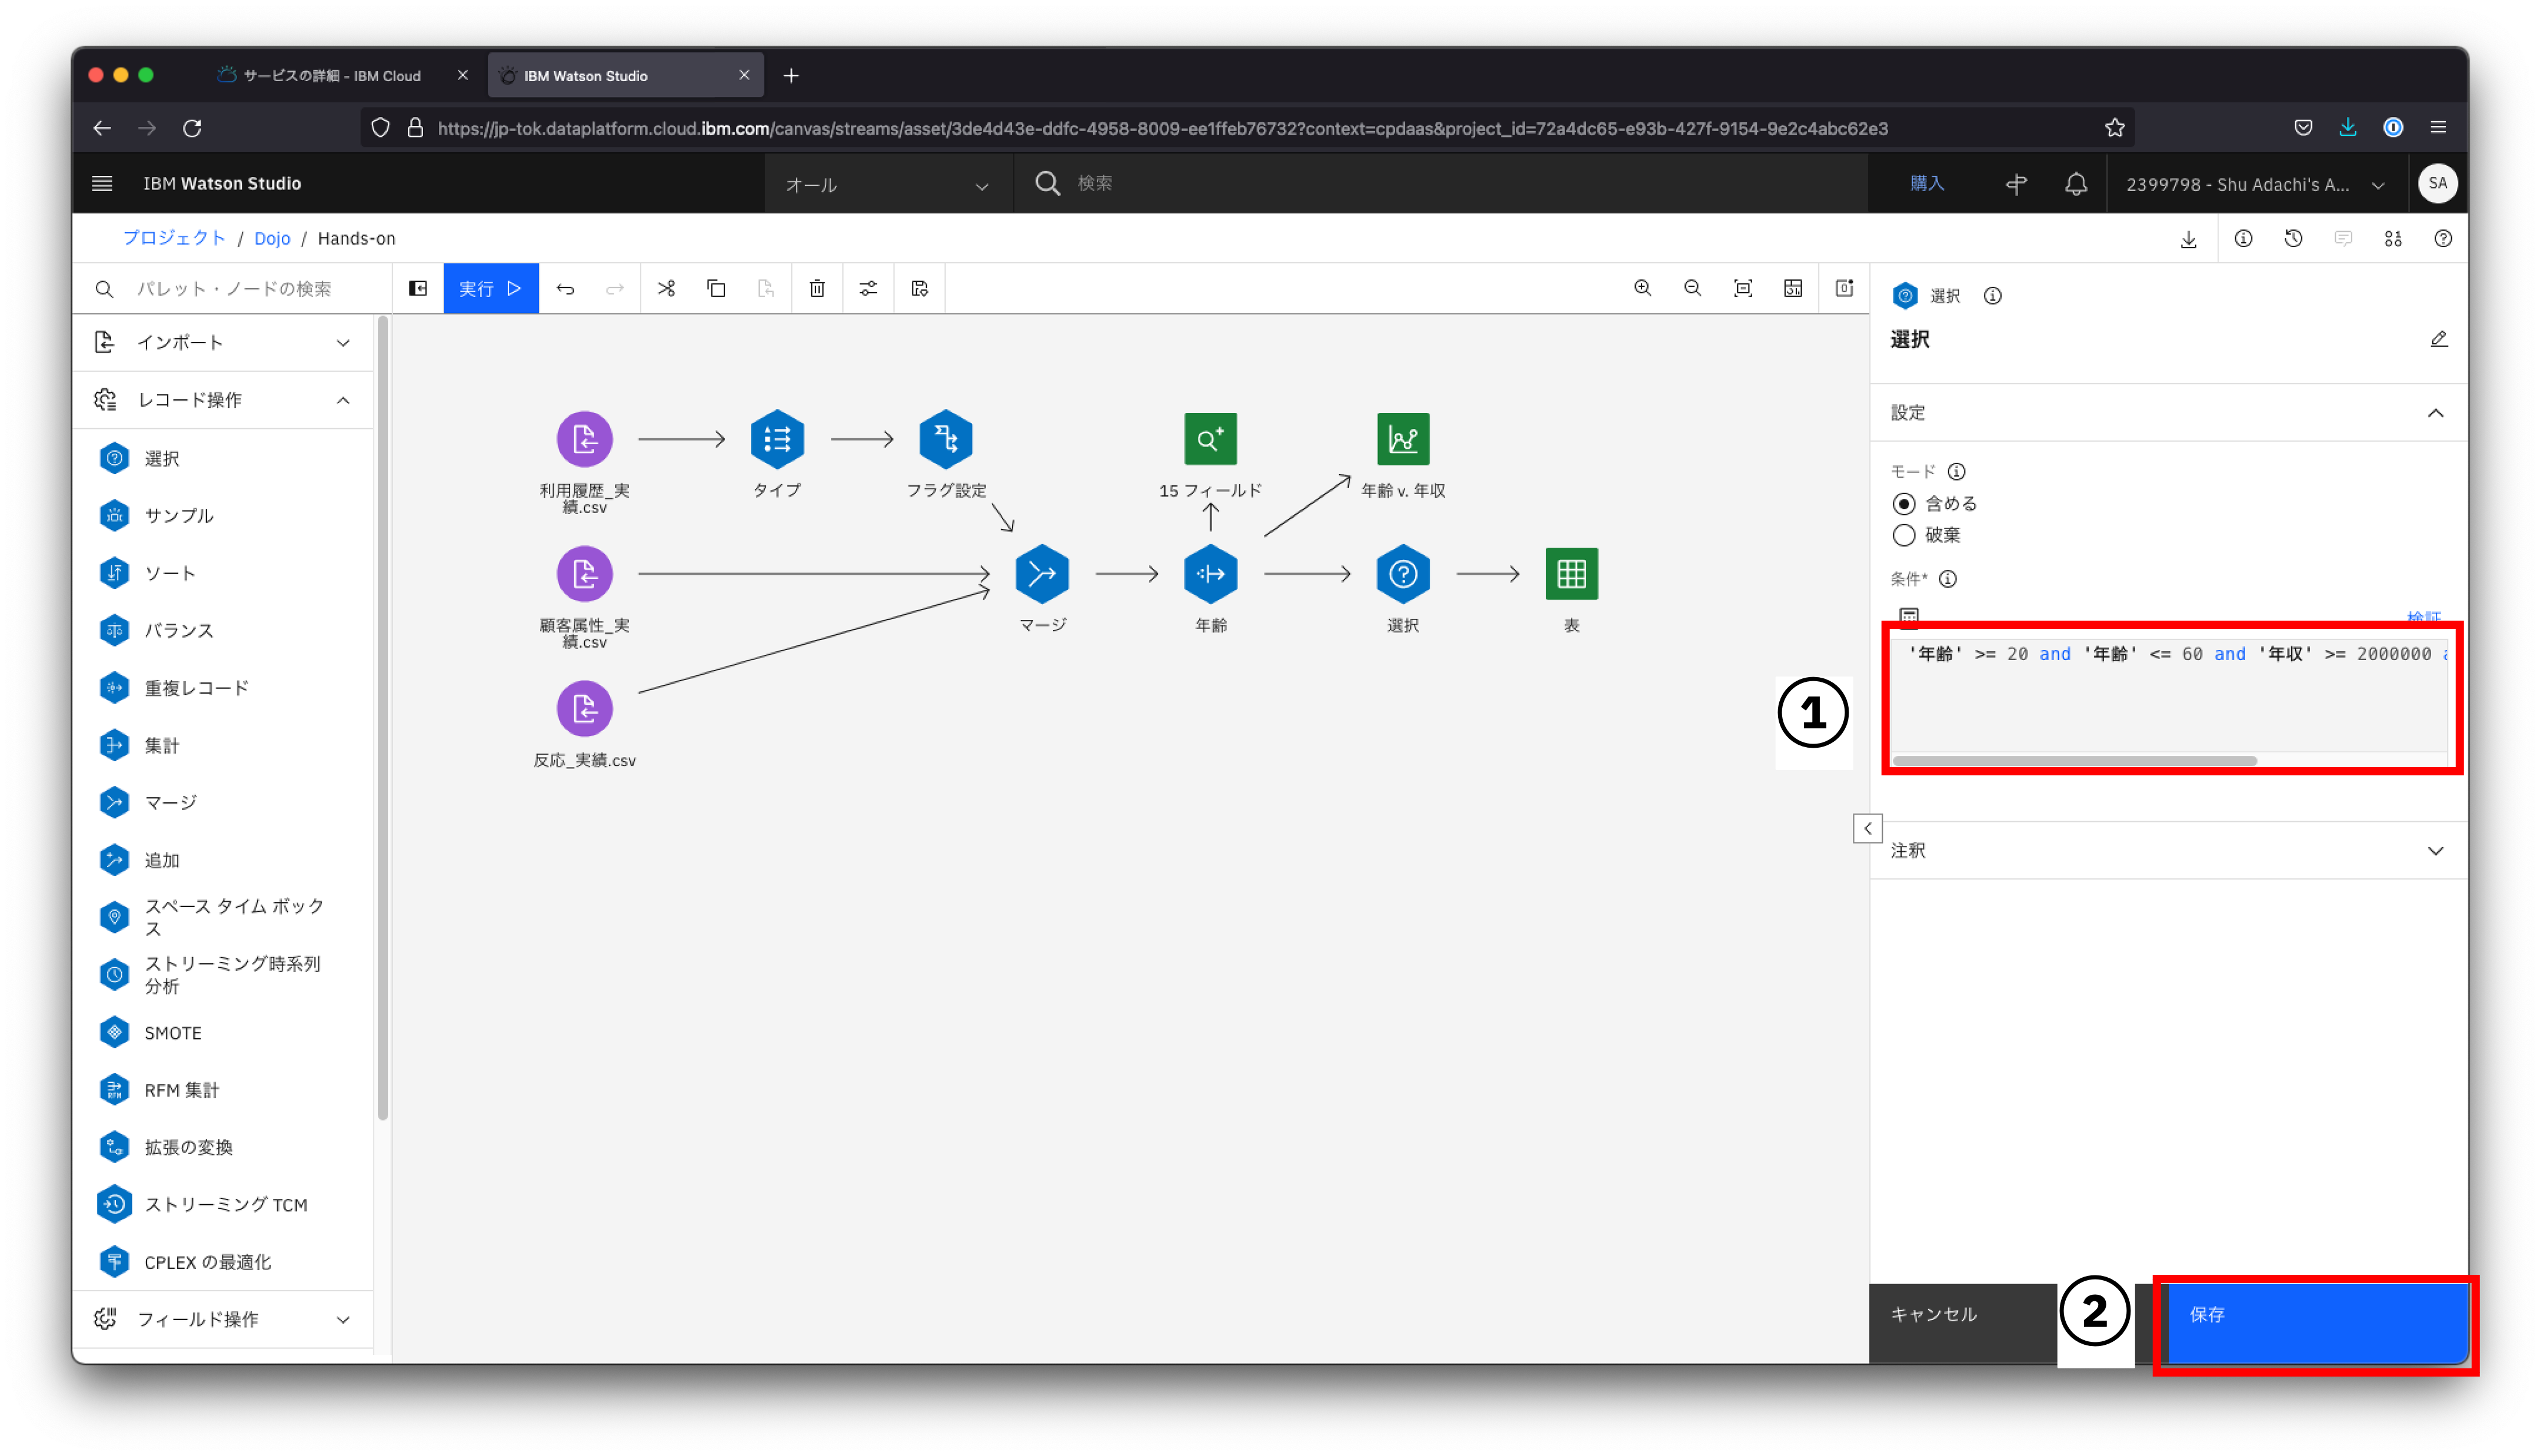 サービスの詳細 - IBM Cloud
IBM Watson Studio
https://jp-tok.dataplatform.cloud.ibm.com/canvas/streams/asset/3de4d43e-ddfc-4958-8009-ee1ffeb76732?context=cpdaas&project_id=72a4dc65-e93b-427f-9154-9e2c4abc62e3
IBM Watson Studio
オール
検索
購入
2399798 - Shu Adachi's A...
SA
プロジェクト / Dojo / Hands-on
パレット・ノードの検索
実行
インポート
レコード操作
選択
サンプル
ソート
バランス
重複レコード
集計
マージ
追加
スペース タイム ボック
ス
ストリーミング時系列
分析
SMOTE
RFM 集計
拡張の変換
ストリーミング TCM
CPLEX の最適化
フィールド操作
利用履歴_実
績.csv
タイプ
フラグ設定
15 フィールド
年齢 v. 年収
顧客属性_実
績.csv
マージ
年齢
選択
表
反応_実績.csv
選択
選択
設定
モード
含める
破棄
条件*
検証
'年齢' >= 20 and '年齢' <= 60 and '年収' >= 2000000
1
注釈
キャンセル
2
保存